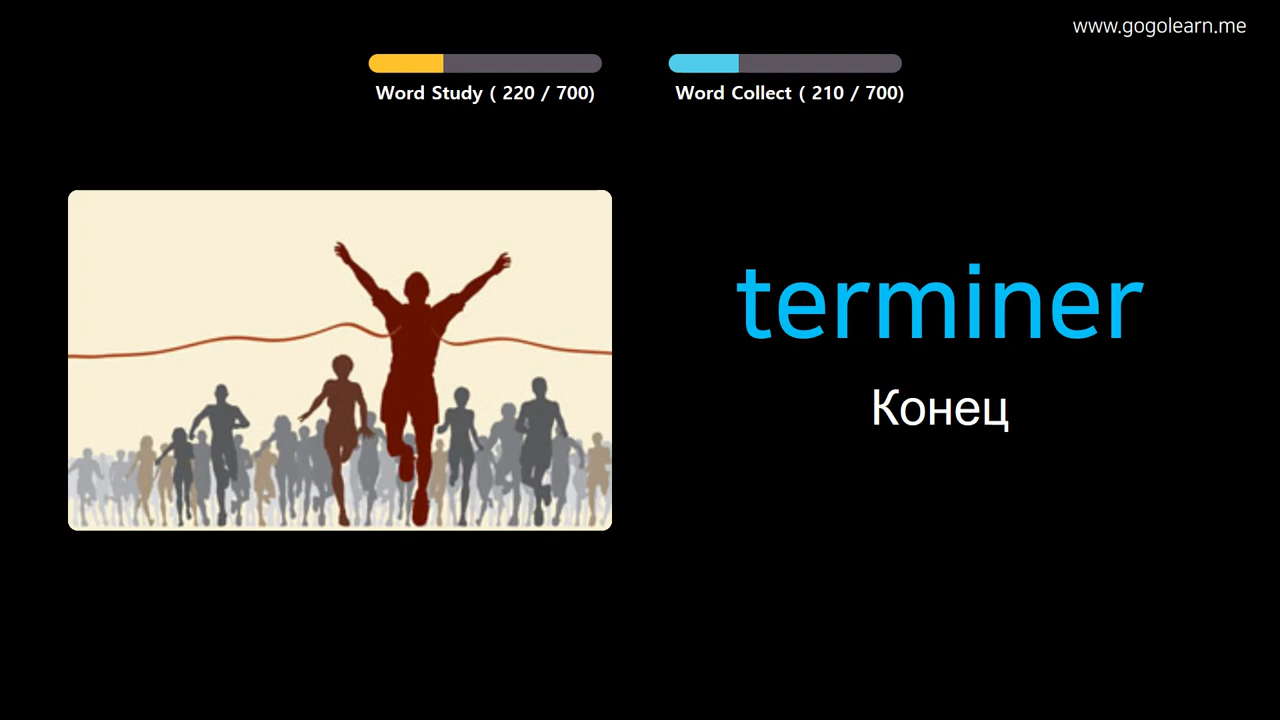 www.gogolearn.me
Word Study ( 220 / 700)
Word Collect ( 210 / 700)
terminer
Конец